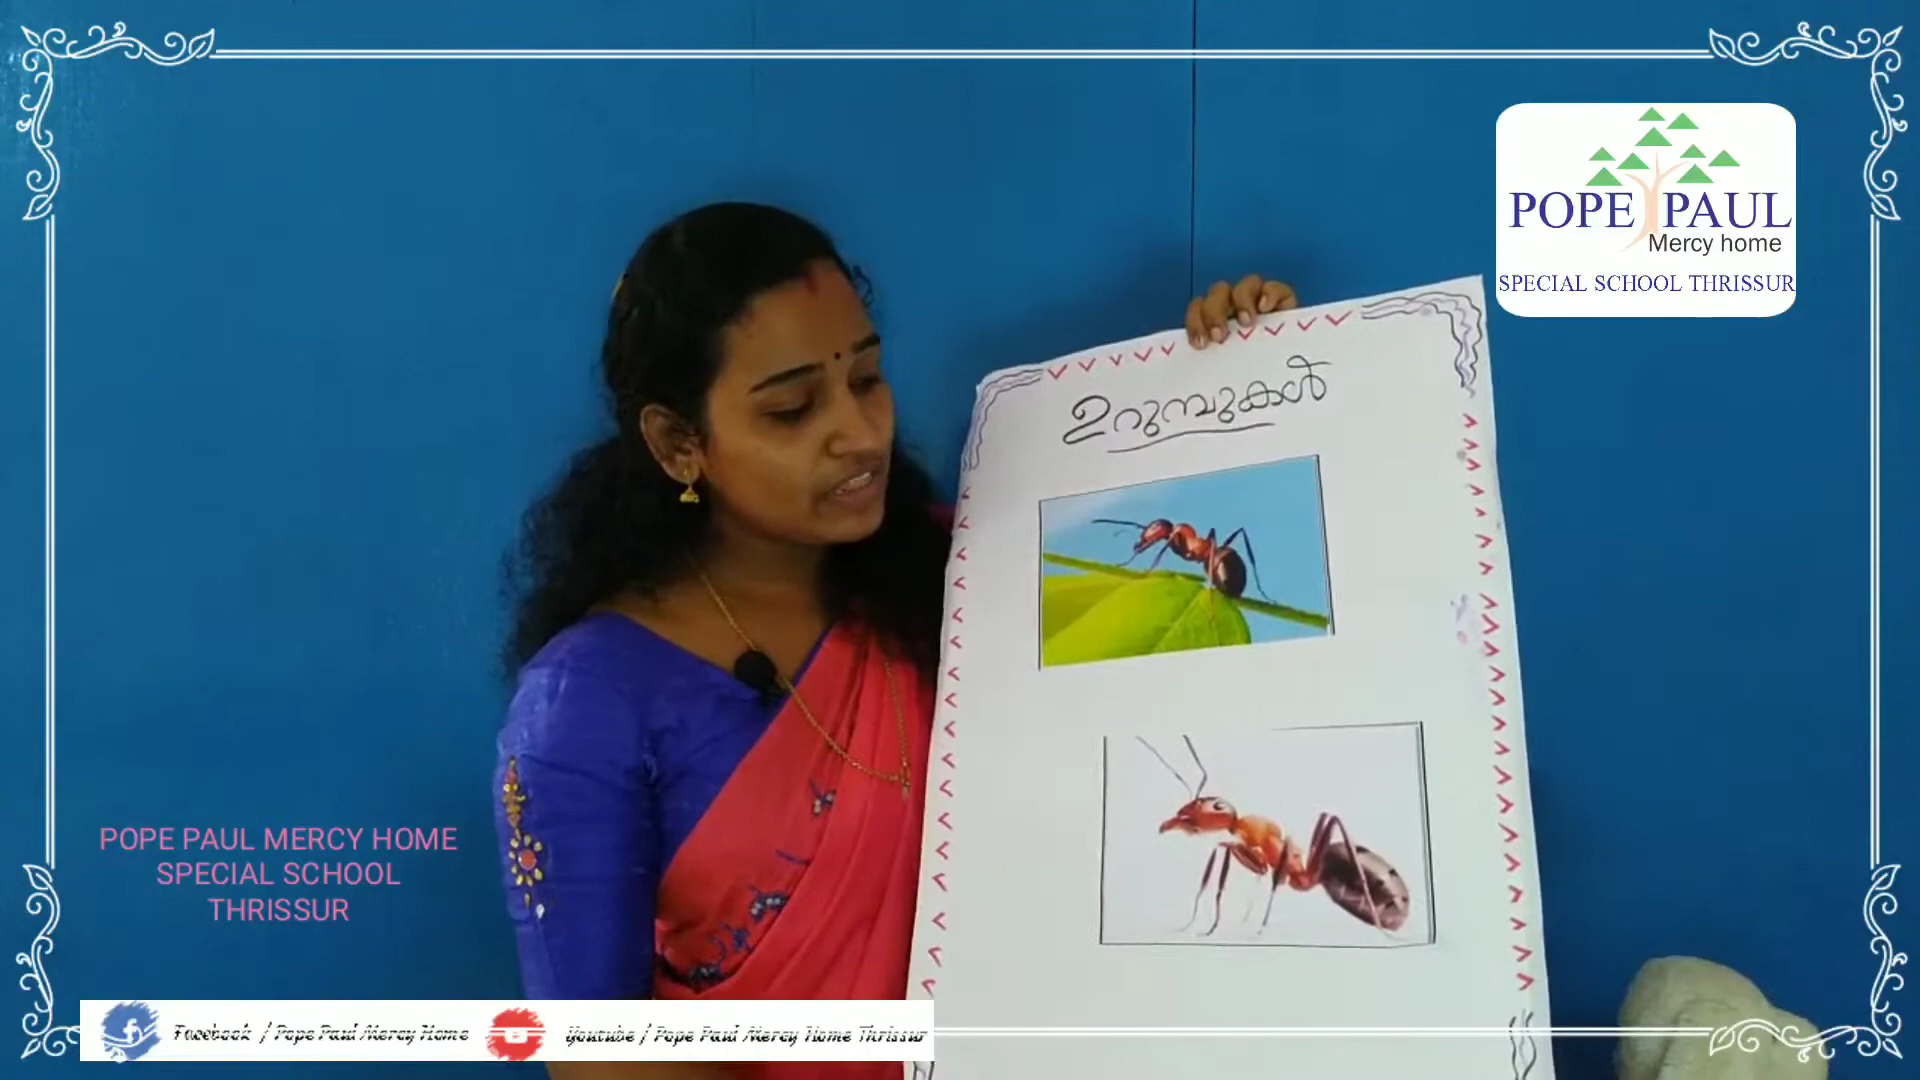 POPE PAUL
Mercy home
SPECIAL SCHOOL THRISSUR
ഉറുമ്പുകൾ
POPE PAUL MERCY HOME
SPECIAL SCHOOL
THRISSUR
Facebook / Pope Paul Mercy Home
Youtube / Pope Paul Mercy Home Thrissur